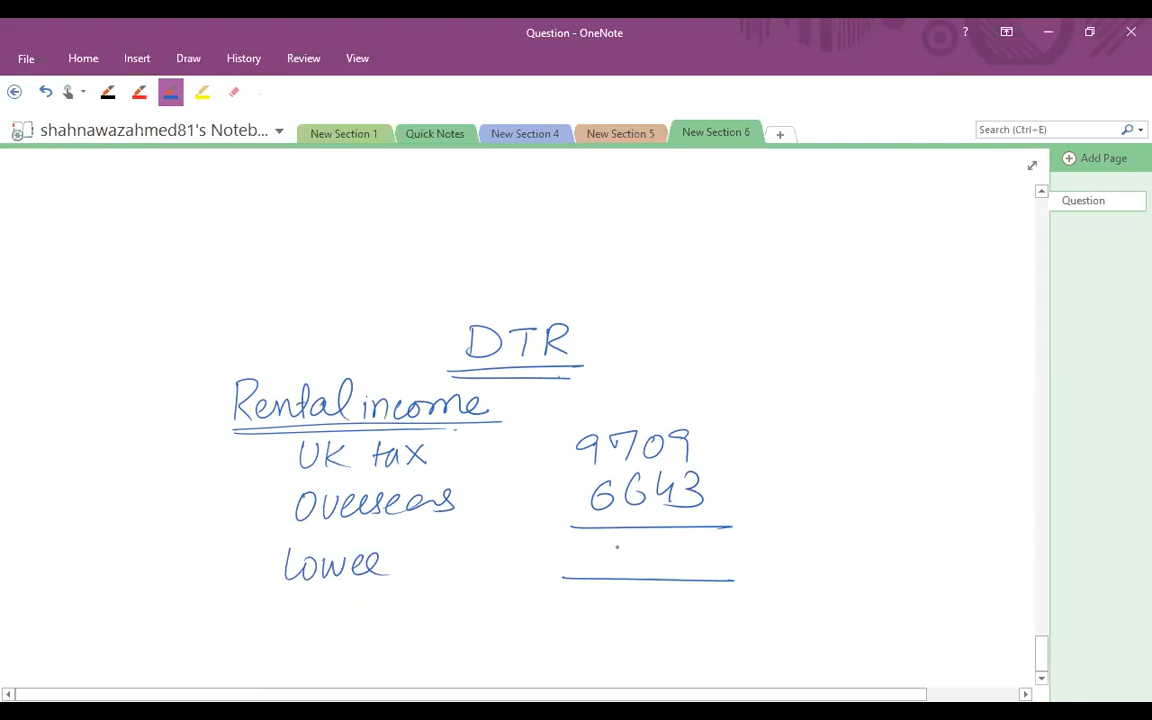 Question - OneNote
?
File Home Insert Draw History Review View
shahnawazahmed81's Noteb...
New Section 1 Quick Notes New Section 4 New Section 5 New Section 6 +
Search (Ctrl+E)
Add Page
Question
DTR
Rental income
UK tax 9709
Overseas 6643
Lower